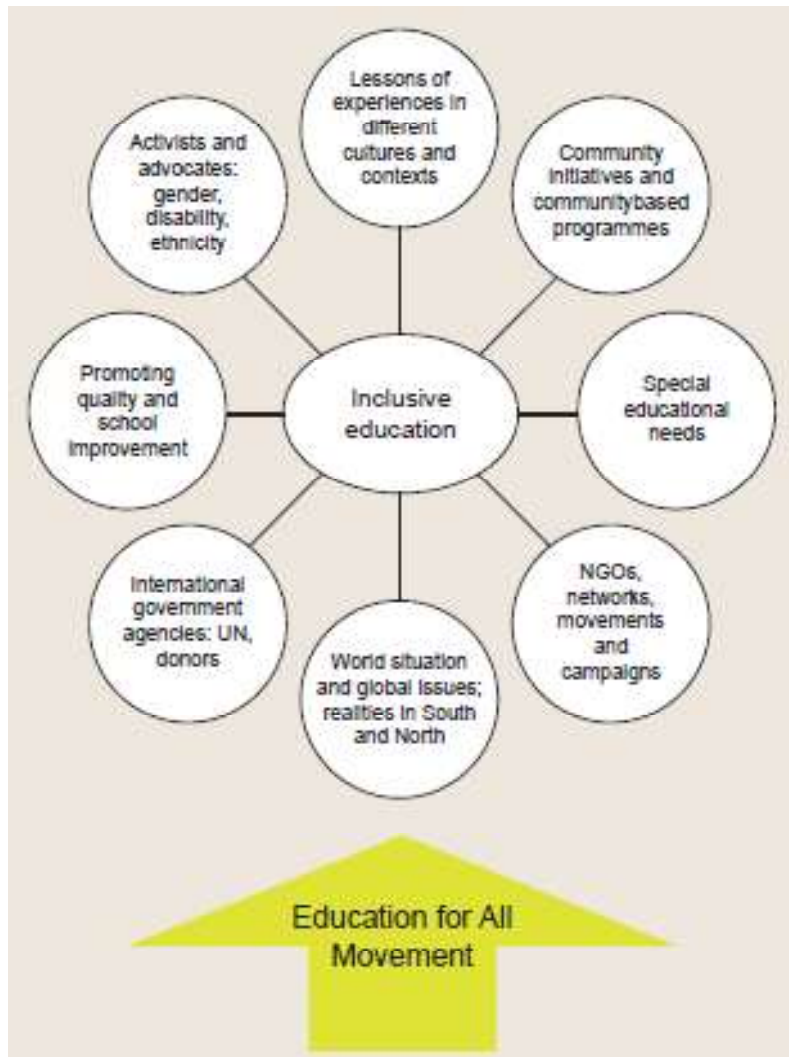 Lessons of
experiences in
different
cultures and
contexts
Activists and
advocates:
gender,
disability,
ethnicity
Community
initiatives and
communitybased
programmes
Promoting
quality and
school
improvement
Inclusive
education
Special
educational
needs
International
government
agencies: UN,
donors
NGOs,
networks,
movements
and
campaigns
World situation
and global issues;
realities in South
and North
Education for All
Movement